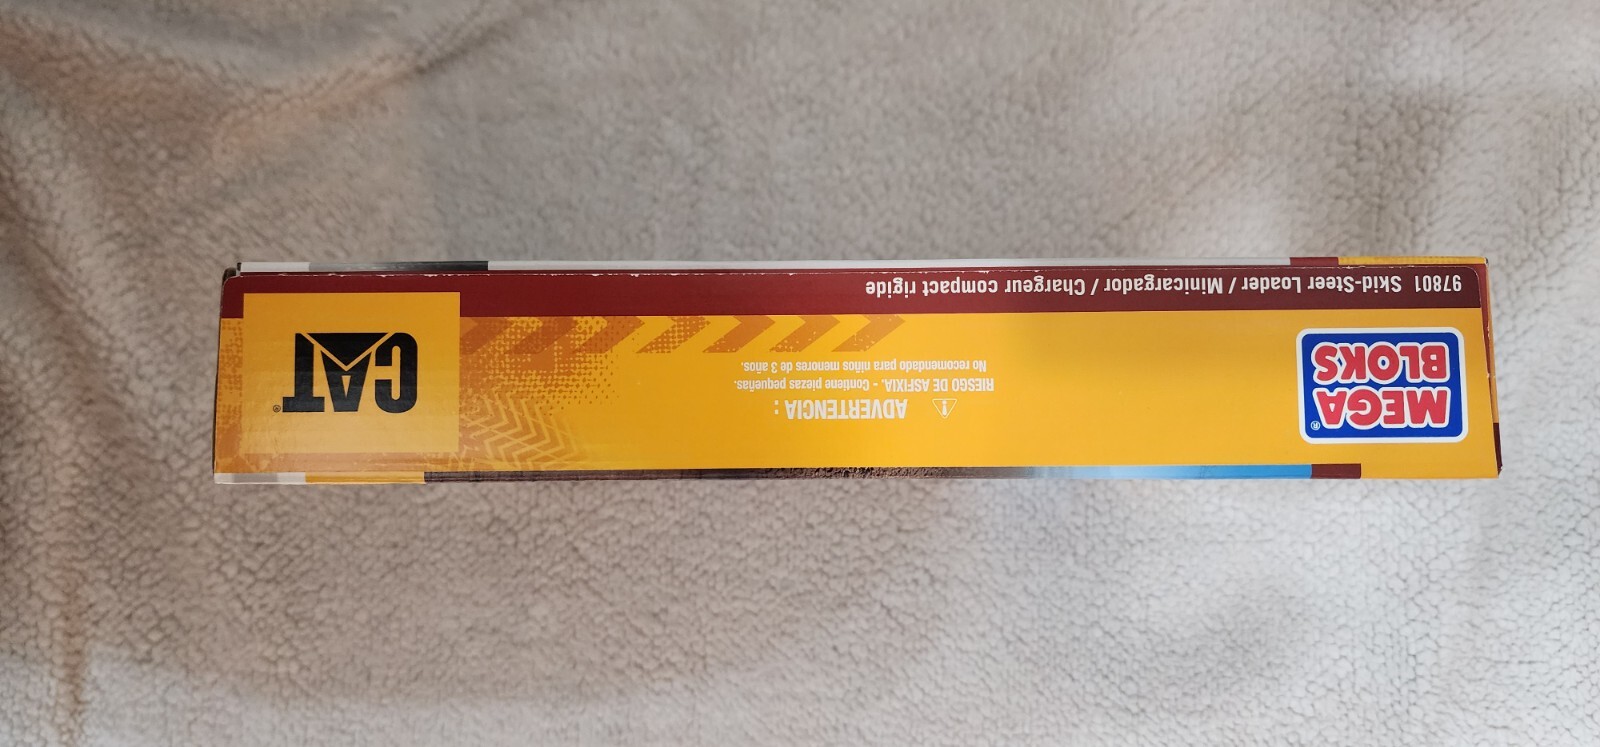 MEGA
BLOKS®
⚠ ADVERTENCIA :
RIESGO DE ASFIXIA. - Contiene piezas pequeñas.
No recomendado para niños menores de 3 años.
CAT®
97801 Skid-Steer Loader / Minicargador / Chargeur compact rigide